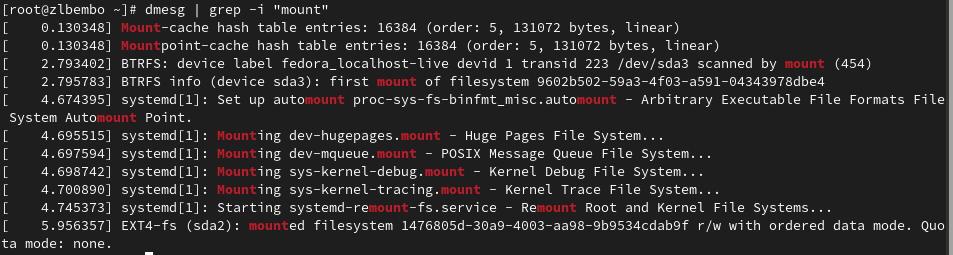 [root@zlbembo ~]# dmesg | grep -i "mount"
[    0.130348] Mount-cache hash table entries: 16384 (order: 5, 131072 bytes, linear)
[    0.130348] Mountpoint-cache hash table entries: 16384 (order: 5, 131072 bytes, linear)
[    2.793402] BTRFS: device label fedora_localhost-live devid 1 transid 223 /dev/sda3 scanned by mount (454)
[    2.795783] BTRFS info (device sda3): first mount of filesystem 9602b502-59a3-4f03-a591-04343978dbe4
[    4.674395] systemd[1]: Set up automount proc-sys-fs-binfmt_misc.automount - Arbitrary Executable File Formats File
 System Automount Point.
[    4.695515] systemd[1]: Mounting dev-hugepages.mount - Huge Pages File System...
[    4.697594] systemd[1]: Mounting dev-mqueue.mount - POSIX Message Queue File System...
[    4.698742] systemd[1]: Mounting sys-kernel-debug.mount - Kernel Debug File System...
[    4.700890] systemd[1]: Mounting sys-kernel-tracing.mount - Kernel Trace File System...
[    4.745373] systemd[1]: Starting systemd-remount-fs.service - Remount Root and Kernel File Systems...
[    5.956357] EXT4-fs (sda2): mounted filesystem 1476805d-30a9-4003-aa98-9b9534cdab9f r/w with ordered data mode. Quo
ta mode: none.